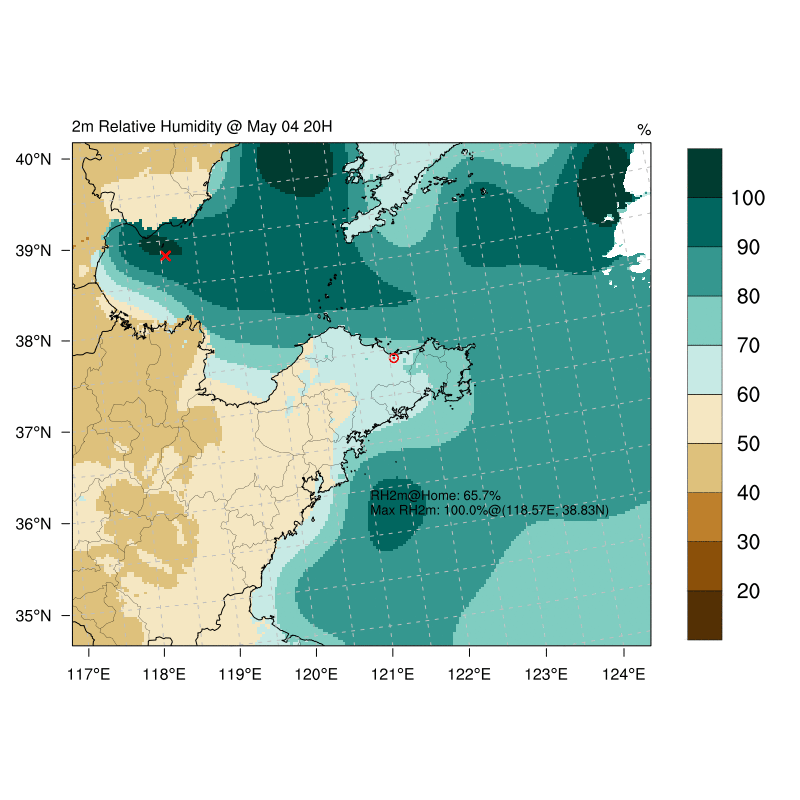 2m Relative Humidity @ May 04 20H
%
40°N
39°N
38°N
37°N
36°N
35°N
117°E
118°E
119°E
120°E
121°E
122°E
123°E
124°E
RH2m@Home: 65.7%
Max RH2m: 100.0%@(118.57E, 38.83N)
100
90
80
70
60
50
40
30
20